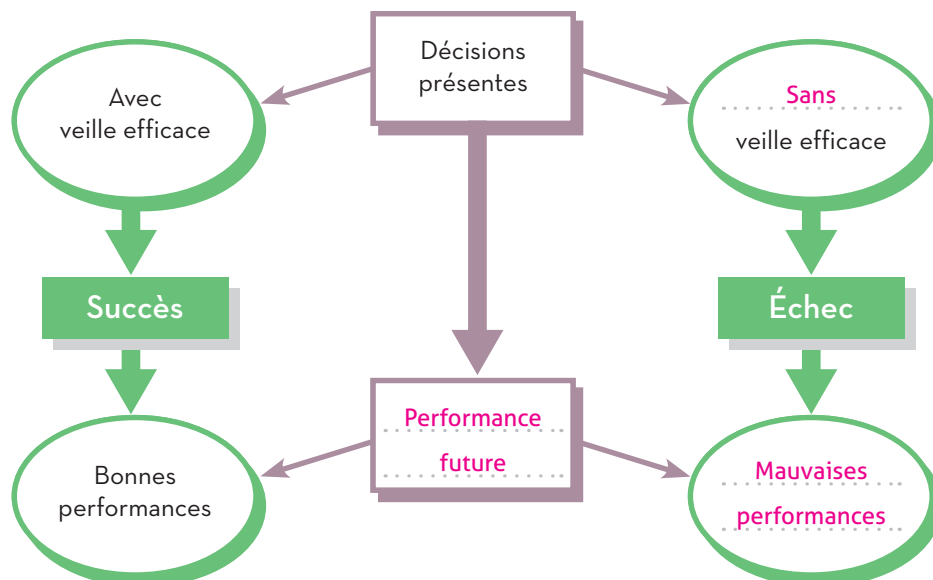 Décisions
présentes
Avec
veille efficace
Sans
veille efficace
Succès
Échec
Performance
future
Bonnes
performances
Mauvaises
performances